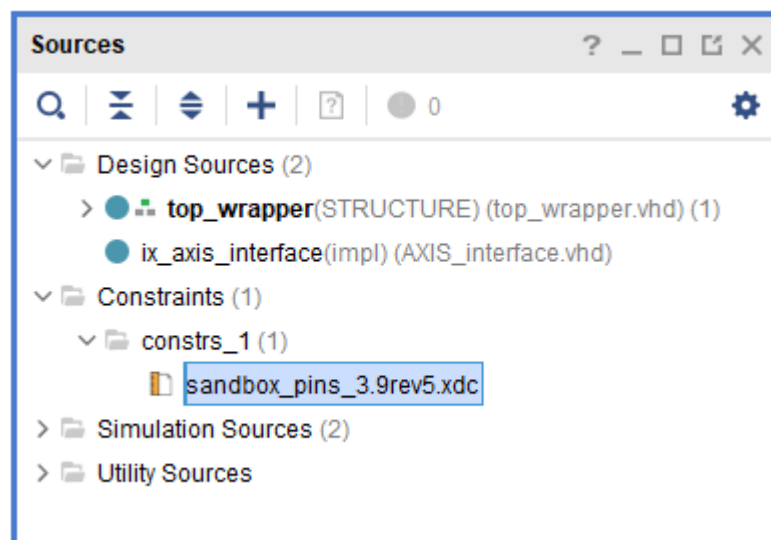 Sources
0
Design Sources (2)
top_wrapper(STRUCTURE) (top_wrapper.vhd) (1)
ix_axis_interface(impl) (AXIS_interface.vhd)
Constraints (1)
constrs_1 (1)
sandbox_pins_3.9rev5.xdc
Simulation Sources (2)
Utility Sources